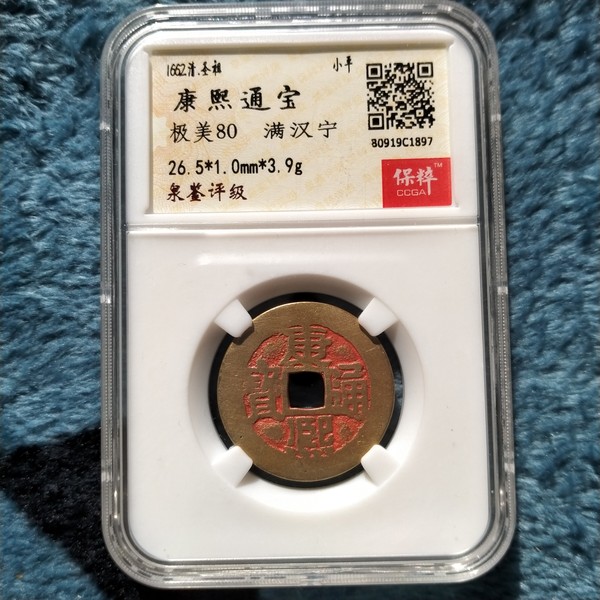 1662清.圣祖 小平
康熙通宝
极美80 满汉宁
80919C1897
26.5*1.0mm*3.9g
泉鉴评级
保粹™
CCGA
康熙通寶